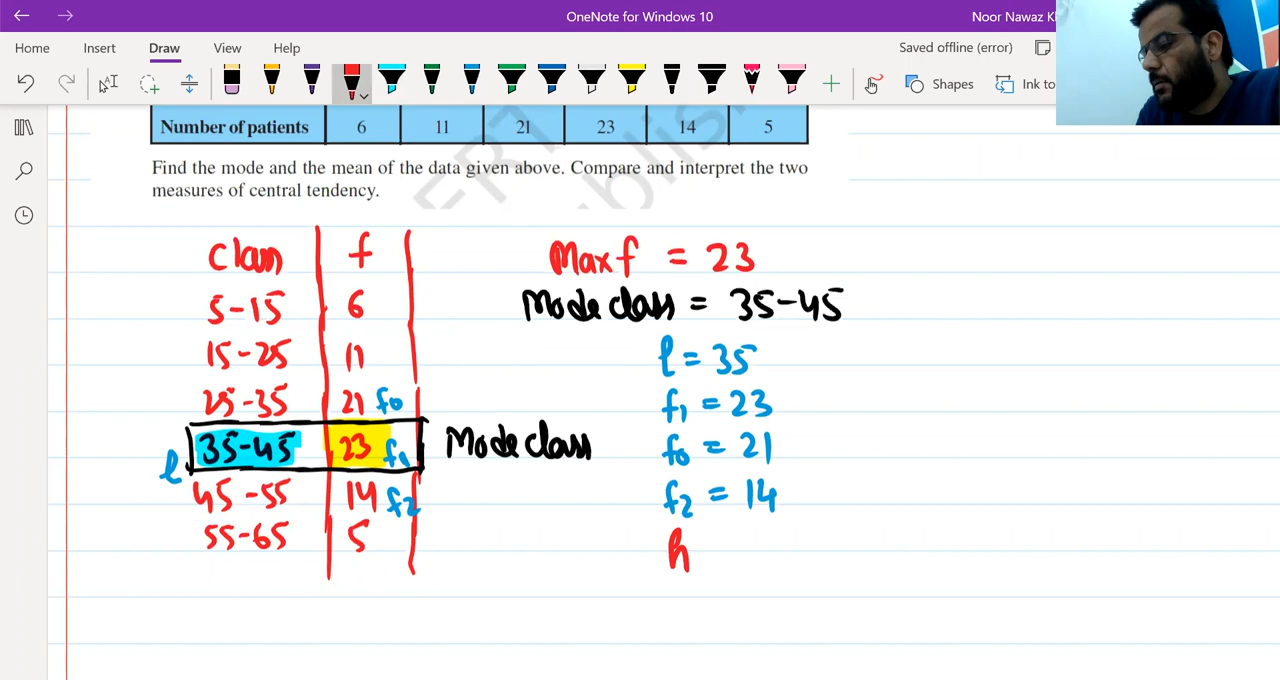 OneNote for Windows 10
Noor Nawaz
Home Insert Draw View Help
Saved offline (error)
Shapes Ink to
Number of patients 6 11 21 23 14 5
Find the mode and the mean of the data given above. Compare and interpret the two
measures of central tendency.
Class f
5-15 6
15-25 11
25-35 21 f0
l 35-45 23 f1 Mode class
45-55 14 f2
55-65 5
Max f = 23
Mode class = 35-45
l = 35
f1 = 23
f0 = 21
f2 = 14
h